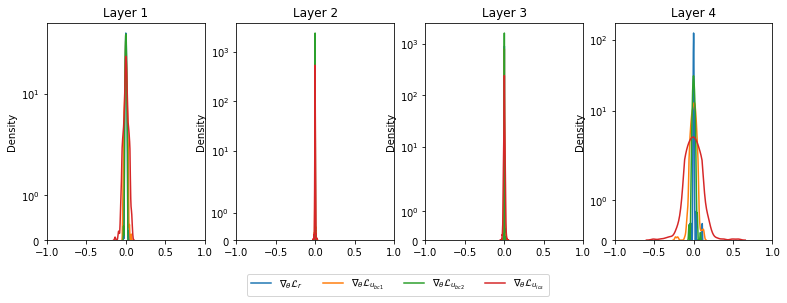 Layer 1 Layer 2 Layer 3 Layer 4
Density Density Density Density
10¹ 10⁰ 0
10³ 10² 10¹ 10⁰ 0
10³ 10² 10¹ 10⁰ 0
10² 10¹ 10⁰ 0
−1.0 −0.5 0.0 0.5 1.0 −1.0 −0.5 0.0 0.5 1.0 −1.0 −0.5 0.0 0.5 1.0 −1.0 −0.5 0.0 0.5 1.0
∇θℒr ∇θℒu_bc1 ∇θℒu_bc2 ∇θℒu_ics